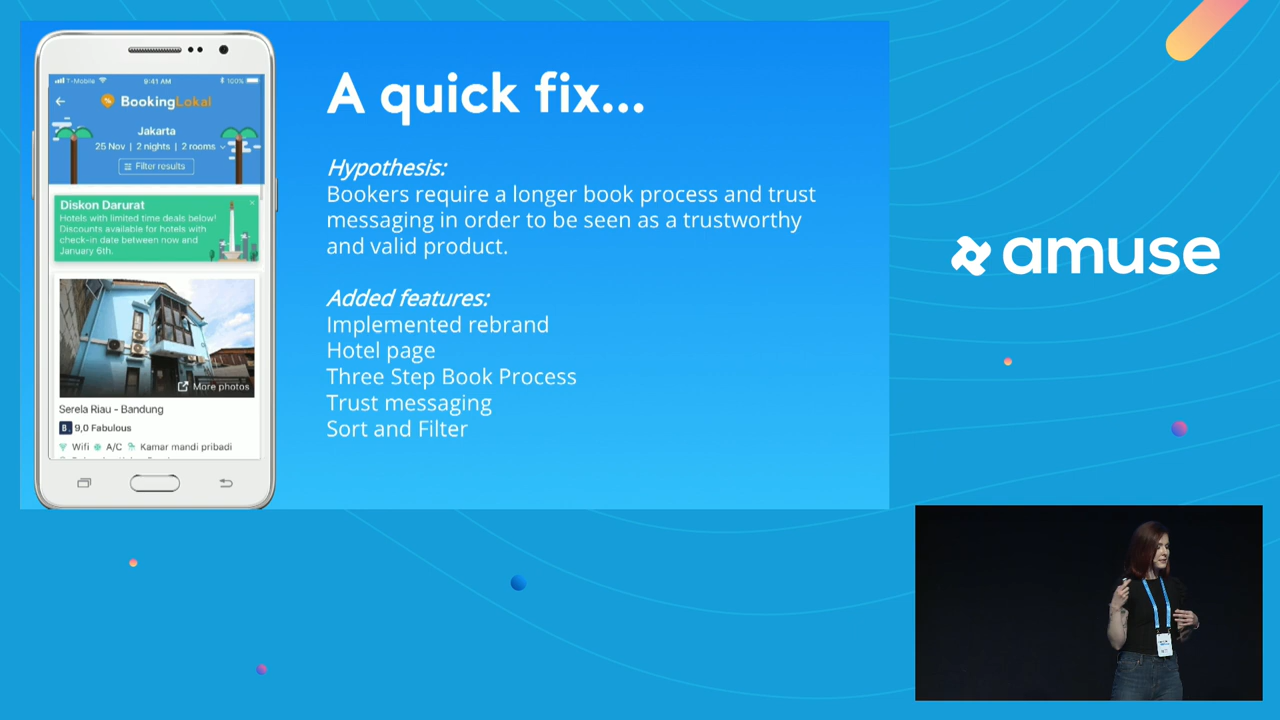 T-Mobile 9:41 AM 100%
BookingLokal
Jakarta
25 Nov | 2 nights | 2 rooms
Filter results
Diskon Darurat
Hotels with limited time deals below!
Discounts available for hotels with
check-in date between now and
January 6th.
More photos
Serela Riau - Bandung
B. 9,0 Fabulous
Wifi A/C Kamar mandi pribadi
A quick fix...
Hypothesis:
Bookers require a longer book process and trust
messaging in order to be seen as a trustworthy
and valid product.
Added features:
Implemented rebrand
Hotel page
Three Step Book Process
Trust messaging
Sort and Filter
amuse